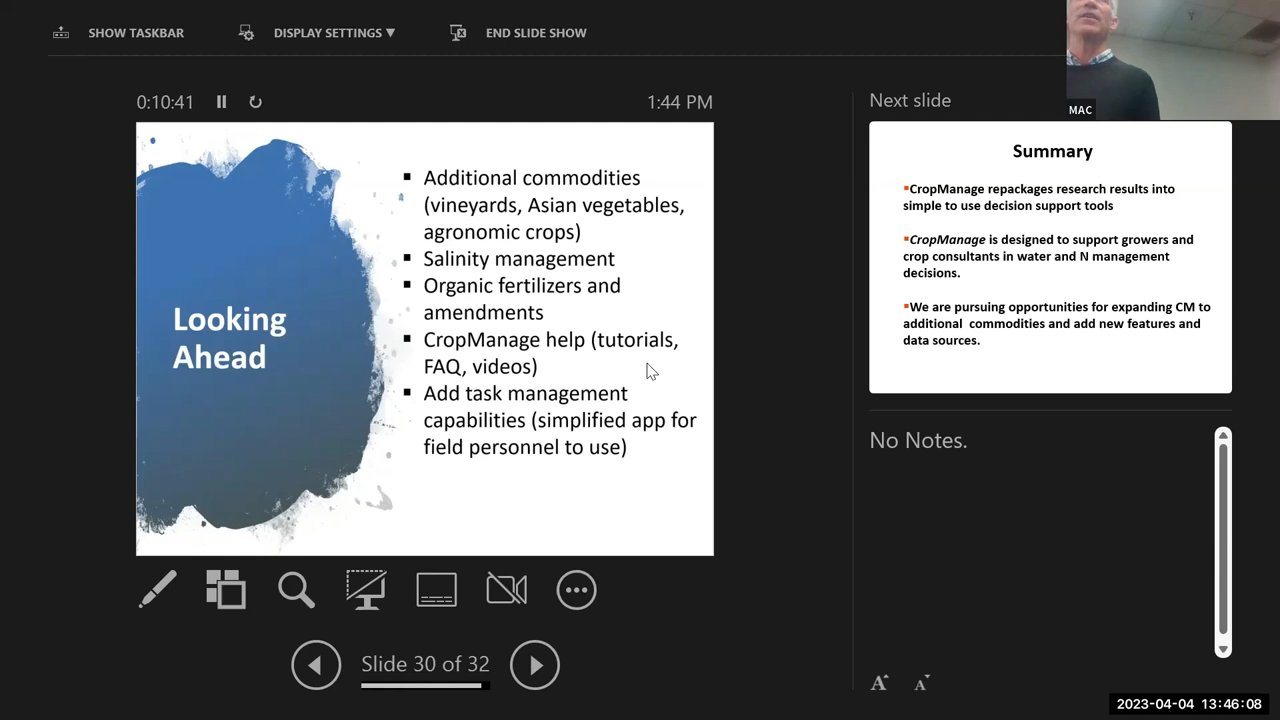 SHOW TASKBAR
DISPLAY SETTINGS ▼
END SLIDE SHOW
0:10:41
1:44 PM
Looking
Ahead
▪ Additional commodities
(vineyards, Asian vegetables,
agronomic crops)
▪ Salinity management
▪ Organic fertilizers and
amendments
▪ CropManage help (tutorials,
FAQ, videos)
▪ Add task management
capabilities (simplified app for
field personnel to use)
Slide 30 of 32
MAC
Next slide
Summary
▪CropManage repackages research results into
simple to use decision support tools
▪CropManage is designed to support growers and
crop consultants in water and N management
decisions.
▪We are pursuing opportunities for expanding CM to
additional commodities and add new features and
data sources.
No Notes.
A A
2023-04-04 13:46:08